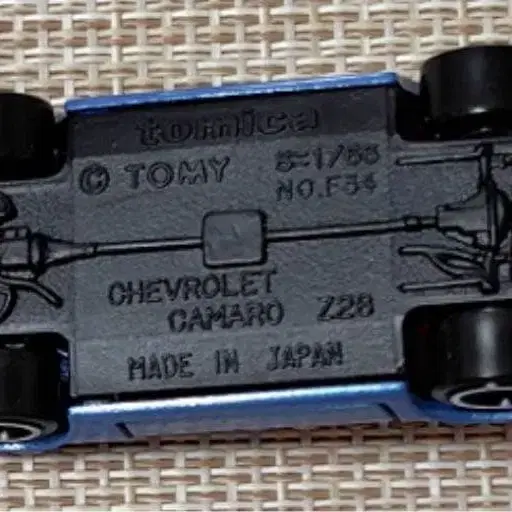 tomica
© TOMY S=1/66
NO.F34
CHEVROLET
CAMARO Z28
MADE IN JAPAN